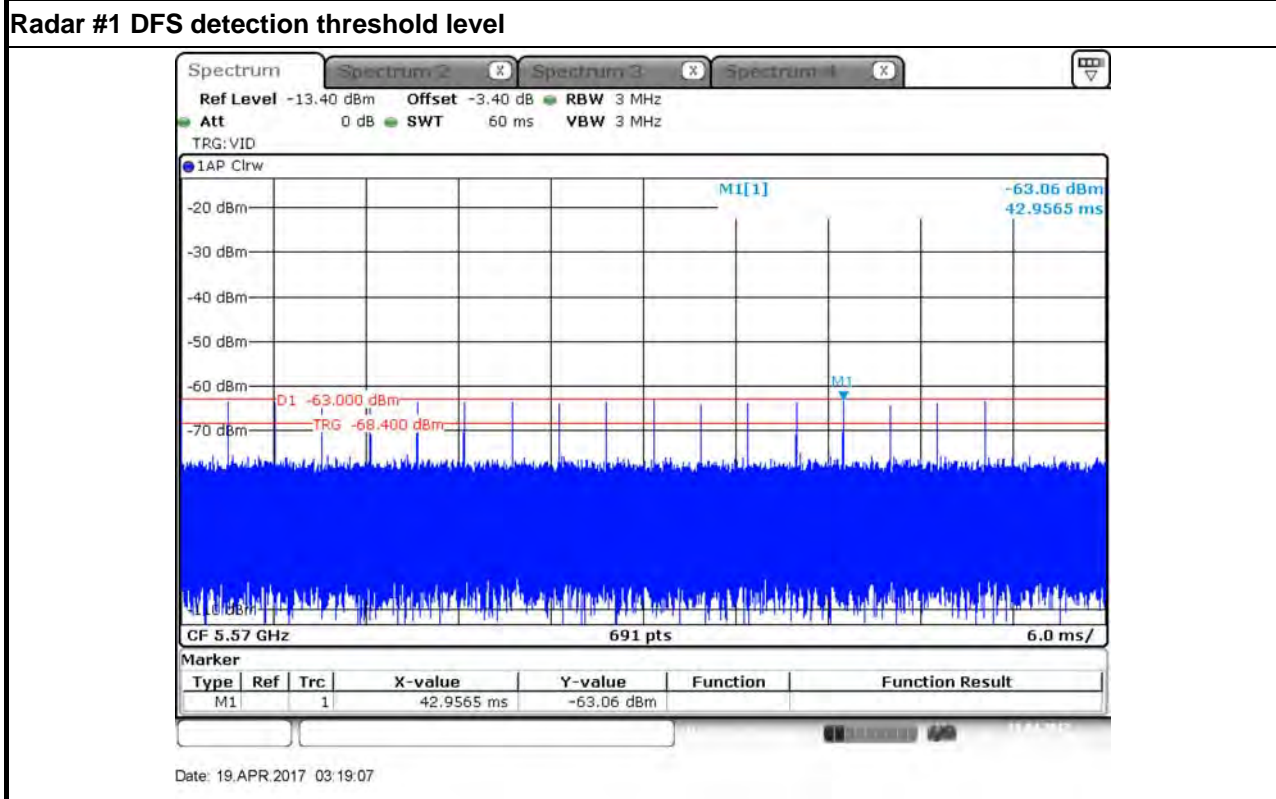 Radar #1 DFS detection threshold level
Spectrum Spectrum 2 X Spectrum 3 X Spectrum 4 X
Ref Level -13.40 dBm Offset -3.40 dB RBW 3 MHz
Att 0 dB SWT 60 ms VBW 3 MHz
TRG:VID
1AP Clrw
M1[1] -63.06 dBm
42.9565 ms
-20 dBm
-30 dBm
-40 dBm
-50 dBm
-60 dBm
M1
D1 -63.000 dBm
TRG -68.400 dBm
-70 dBm
-110 dBm
CF 5.57 GHz 691 pts 6.0 ms/
Marker
Type Ref Trc X-value Y-value Function Function Result
M1 1 42.9565 ms -63.06 dBm
Date: 19.APR.2017 03:19:07